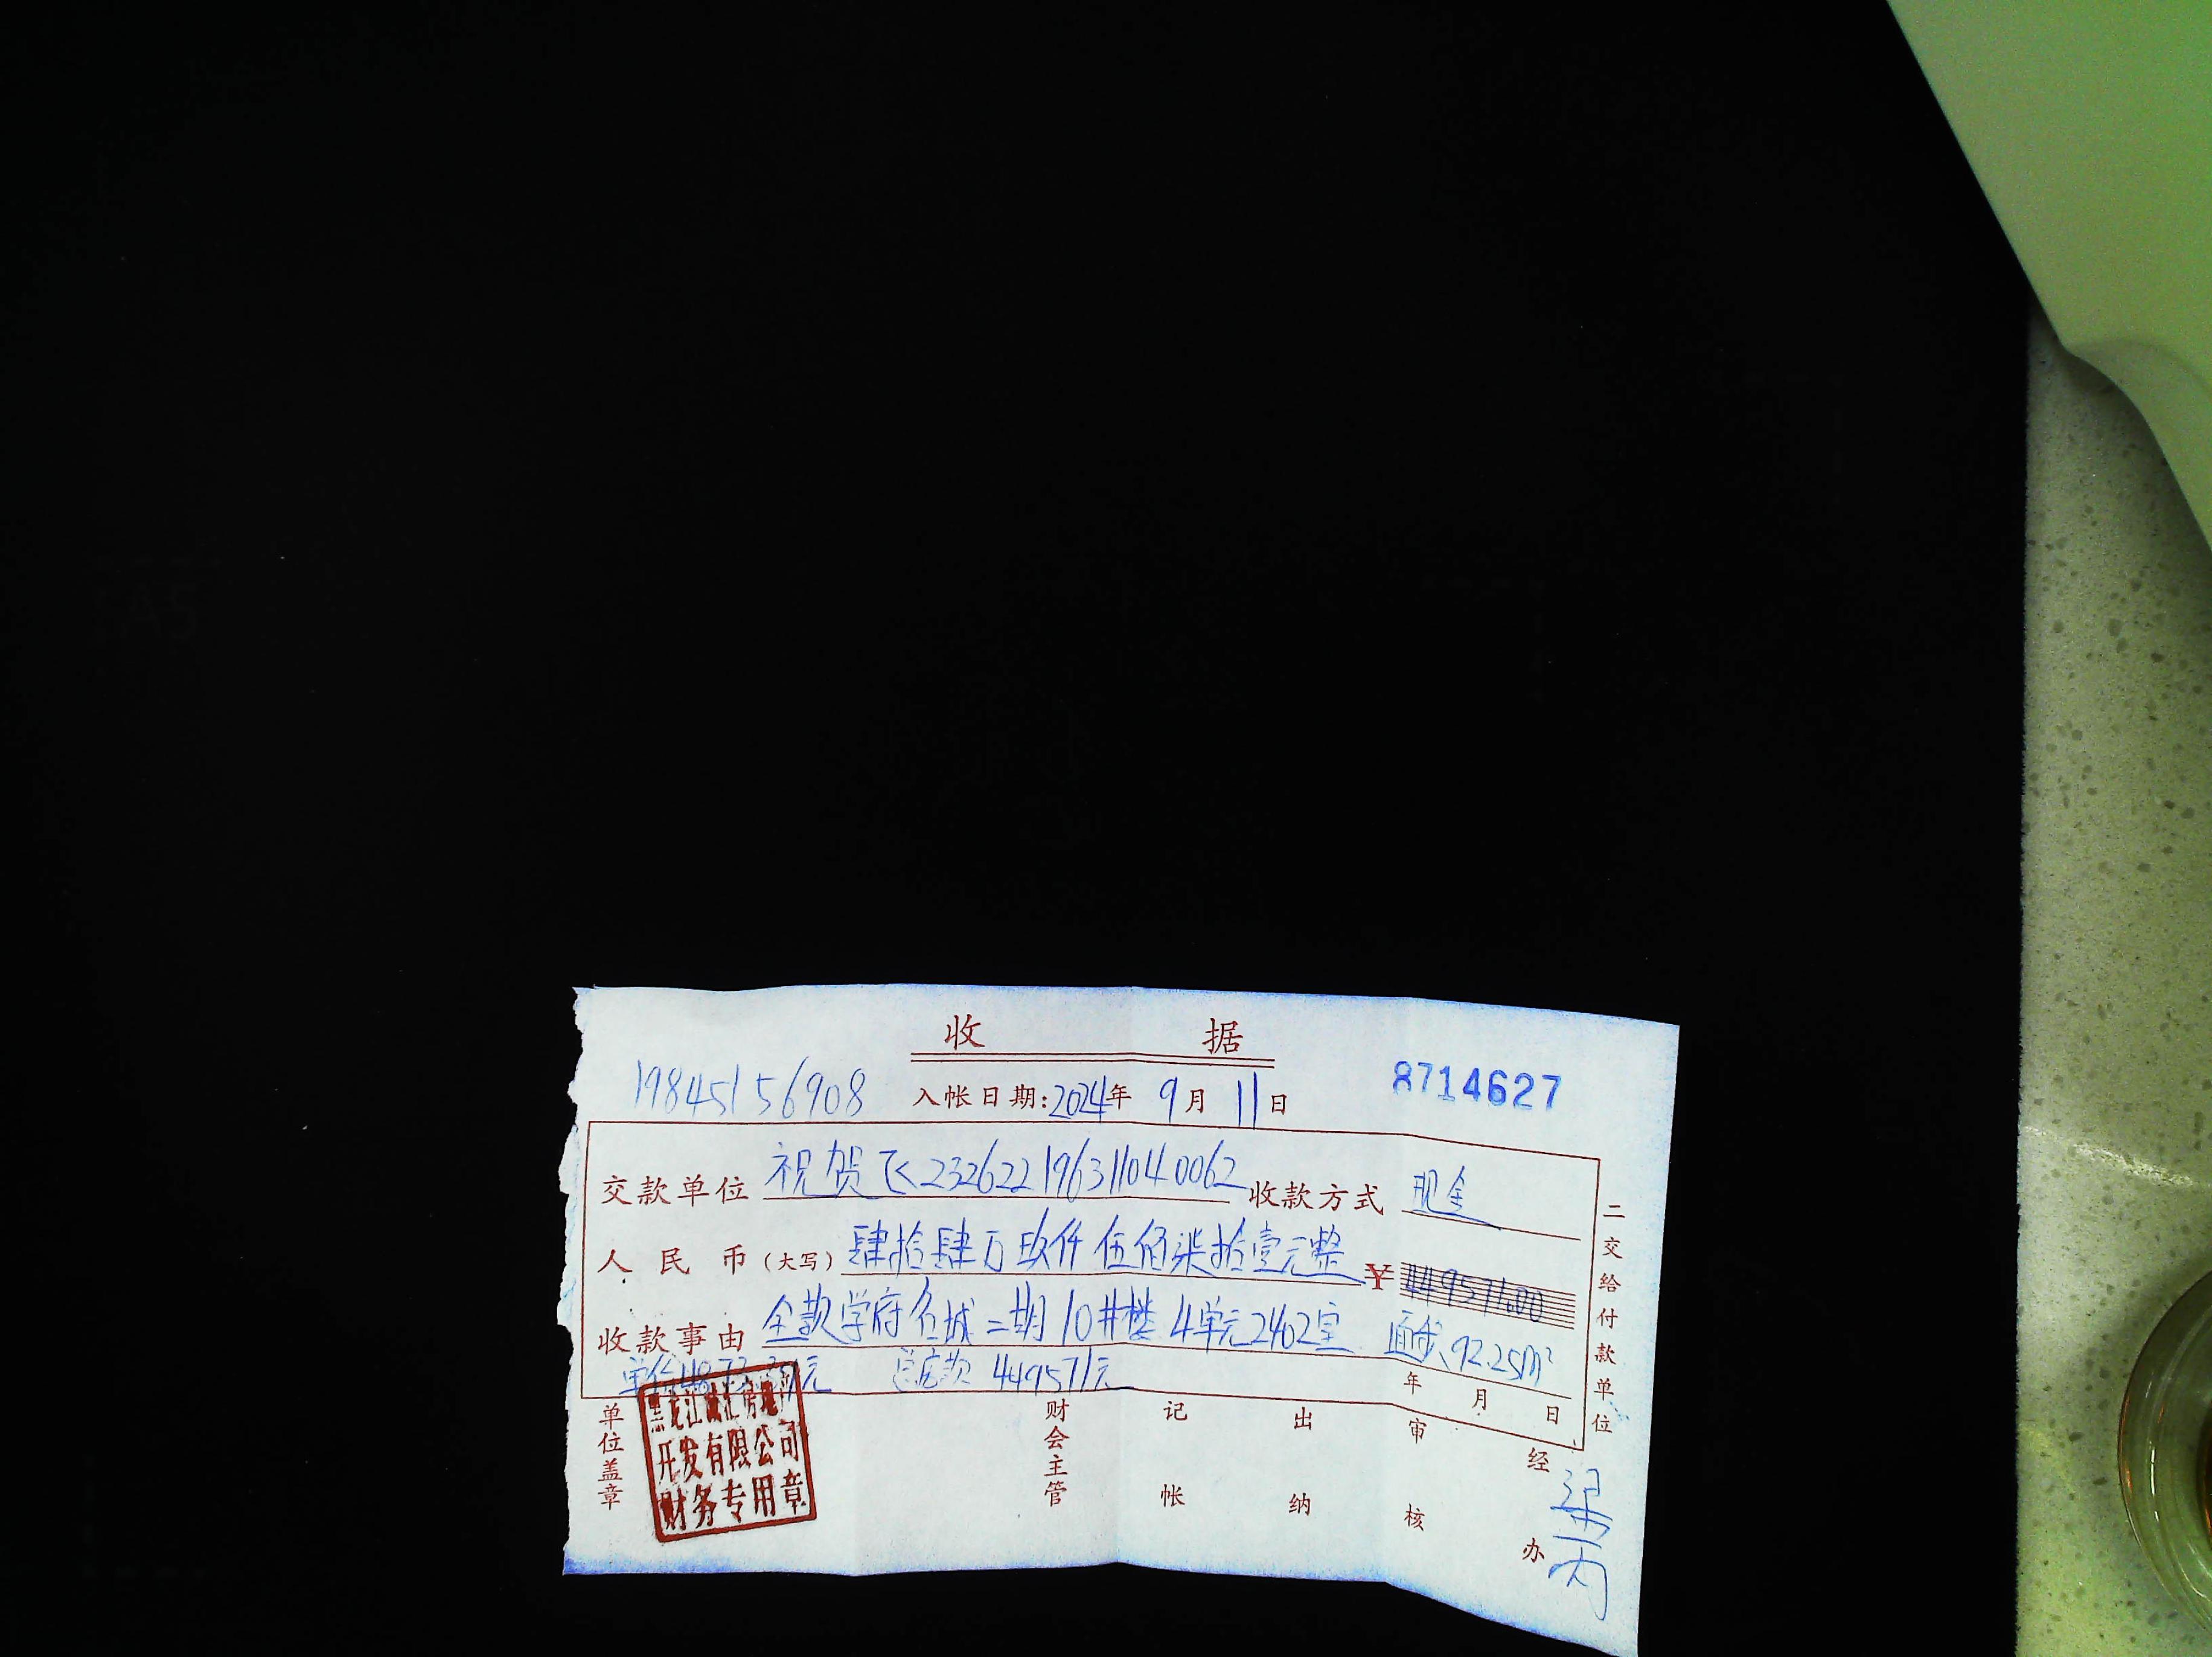 收 据
19845156908 入帐日期:2024年 9月 11日 8714627
交款单位 祝贺飞 232622196311040062 收款方式 现金
人民币(大写) 肆拾肆万玖仟伍佰柒拾壹元整 ¥ 449571.00
收款事由 全款学府名城二期10#楼4单元2402室 面积92.25m²
单价 元 总房款 449571元
年 月 日
二交给付款单位
单位盖章 财会主管 记帐 出纳 审核 经办 梁丙
黑龙江 房地产
开发有限公司
财务专用章